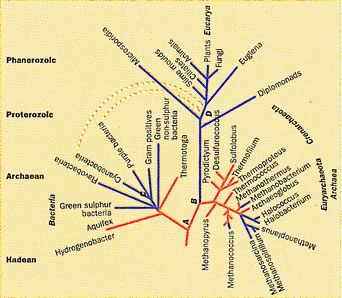 Phanerozoic
Proterozoic
Archaean
Hadean
Microsporidia
Slime moulds
Ciliates
Animals
Plants
Fungi
Eucarya
Euglena
Diplomonads
Crenarchaeota
Euryarchaeota
Archaea
Bacteria
Flavobacteria
Cyanobacteria
Purple bacteria
Gram positives
Green
non-sulphur
bacteria
Thermotoga
Green sulphur
bacteria
Aquifex
Hydrogenobacter
Pyrodictyum
Desulfurococcus
Sulfolobus
Thermofilum
Thermoproteus
Thermococcus
Methanothermus
Methanobacterium
Archaeoglobus
Halococcus
Halobacterium
Methanoplanus
Methanospirilium
Methanosarcina
Methanococcus
Methanopyrus
A
B
C
D